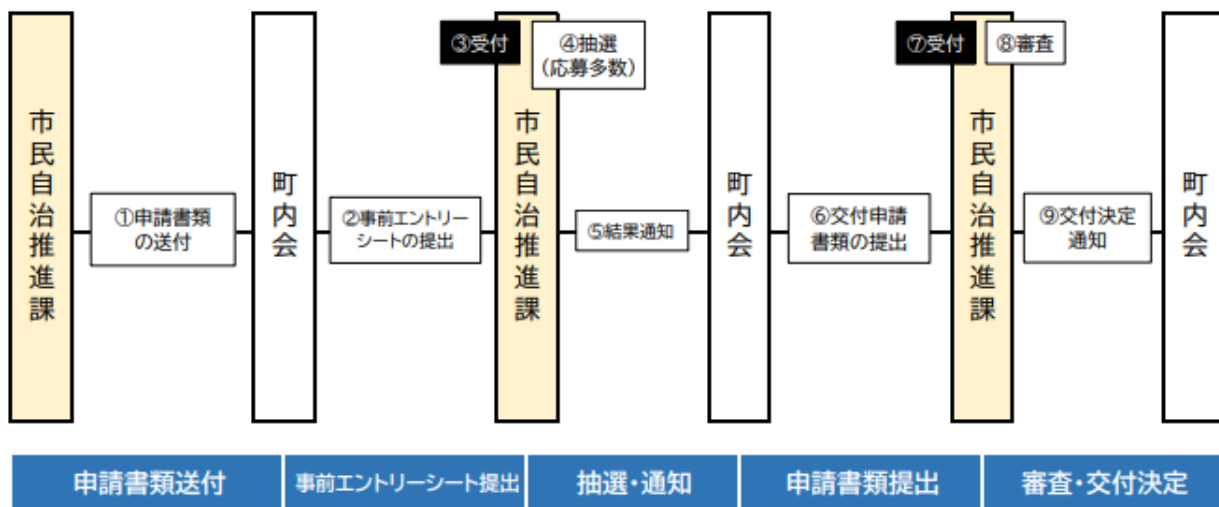 ③受付
④抽選
(応募多数)
⑦受付
⑧審査
市民自治推進課
①申請書類
の送付
町内会
②事前エントリー
シートの提出
市民自治推進課
⑤結果通知
町内会
⑥交付申請
書類の提出
市民自治推進課
⑨交付決定
通知
町内会
申請書類送付
事前エントリーシート提出
抽選・通知
申請書類提出
審査・交付決定